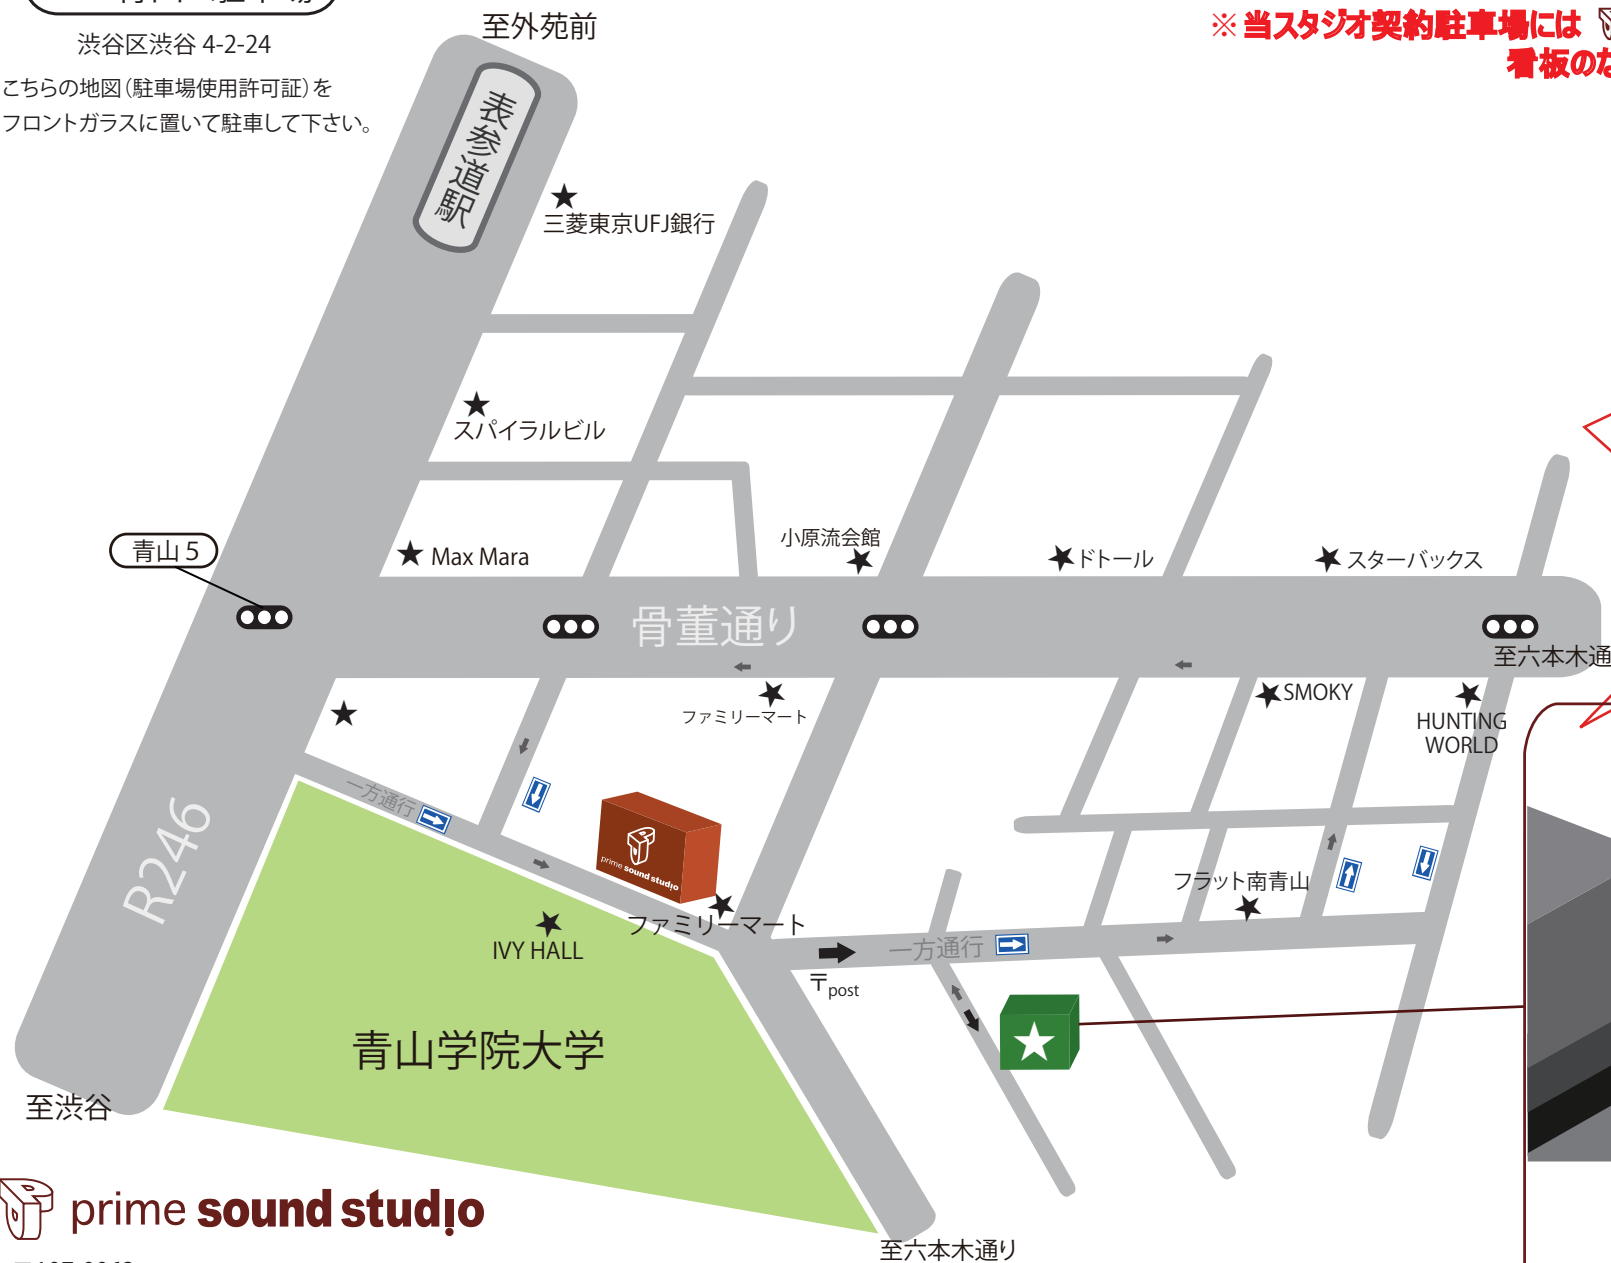 渋谷区渋谷 4-2-24
こちらの地図（駐車場使用許可証）を
フロントガラスに置いて駐車して下さい。
至外苑前
※当スタジオ契約駐車場には
看板のな
表参道駅
三菱東京UFJ銀行
スパイラルビル
青山 5
Max Mara
小原流会館
ドトール
スターバックス
骨董通り
至六本木通
ファミリーマート
SMOKY
HUNTING
WORLD
一方通行
R246
prime sound studio
フラット南青山
ファミリーマート
IVY HALL
一方通行
〒post
青山学院大学
至渋谷
prime sound studio
至六本木通り